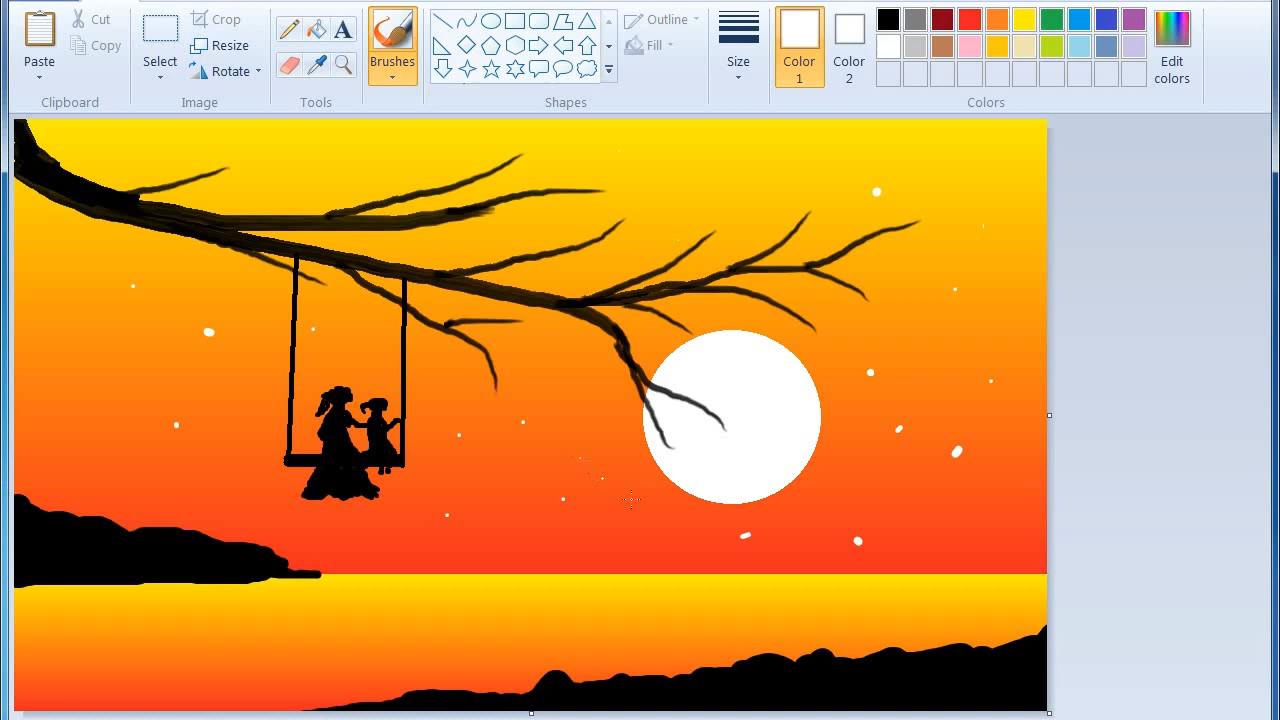 Paste
Cut
Copy
Clipboard
Select
Crop
Resize
Rotate
Image
A
Tools
Brushes
Outline
Fill
Shapes
Size
Color
1
Color
2
Edit
colors
Colors